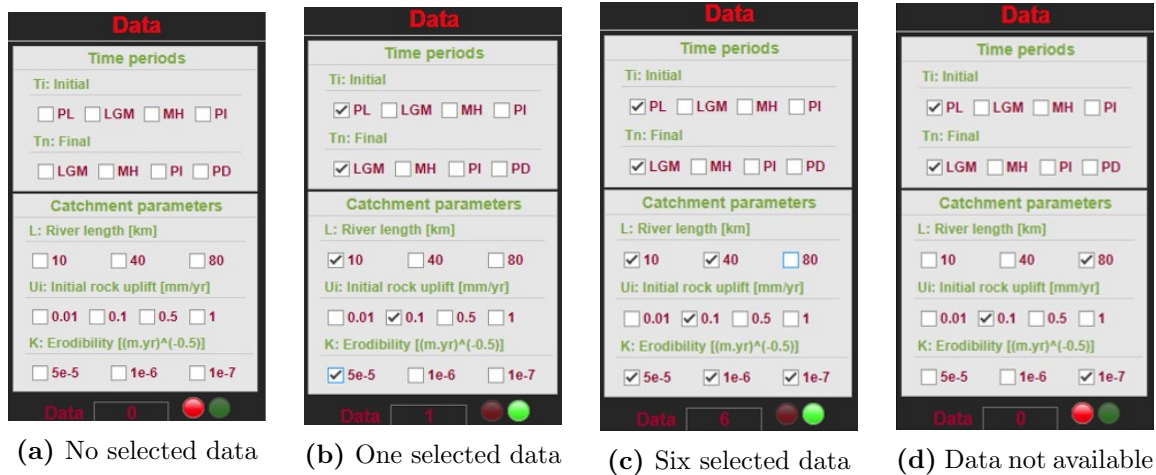 Data
Time periods
Ti: Initial
PL LGM MH PI
Tn: Final
LGM MH PI PD
Catchment parameters
L: River length [km]
10 40 80
Ui: Initial rock uplift [mm/yr]
0.01 0.1 0.5 1
K: Erodibility [(m.yr)^(-0.5)]
5e-5 1e-6 1e-7
Data 0
(a) No selected data
Data
Time periods
Ti: Initial
PL LGM MH PI
Tn: Final
LGM MH PI PD
Catchment parameters
L: River length [km]
10 40 80
Ui: Initial rock uplift [mm/yr]
0.01 0.1 0.5 1
K: Erodibility [(m.yr)^(-0.5)]
5e-5 1e-6 1e-7
Data 1
(b) One selected data
Data
Time periods
Ti: Initial
PL LGM MH PI
Tn: Final
LGM MH PI PD
Catchment parameters
L: River length [km]
10 40 80
Ui: Initial rock uplift [mm/yr]
0.01 0.1 0.5 1
K: Erodibility [(m.yr)^(-0.5)]
5e-5 1e-6 1e-7
Data 6
(c) Six selected data
Data
Time periods
Ti: Initial
PL LGM MH PI
Tn: Final
LGM MH PI PD
Catchment parameters
L: River length [km]
10 40 80
Ui: Initial rock uplift [mm/yr]
0.01 0.1 0.5 1
K: Erodibility [(m.yr)^(-0.5)]
5e-5 1e-6 1e-7
Data 0
(d) Data not available